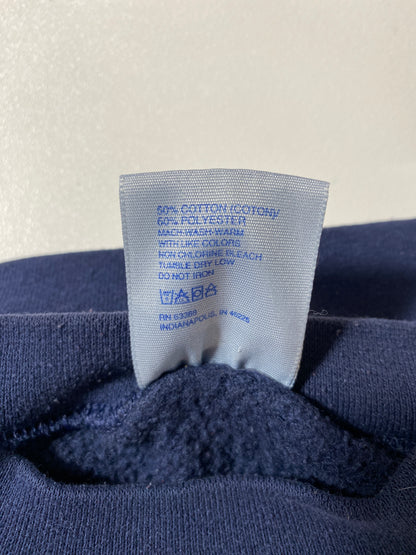 50% COTTON (COTON)/
50% POLYESTER
MACH-WASH-WARM
WITH LIKE COLORS
NON CHLORINE BLEACH
TUMBLE DRY LOW
DO NOT IRON
RN 63388
INDIANAPOLIS, IN 46225